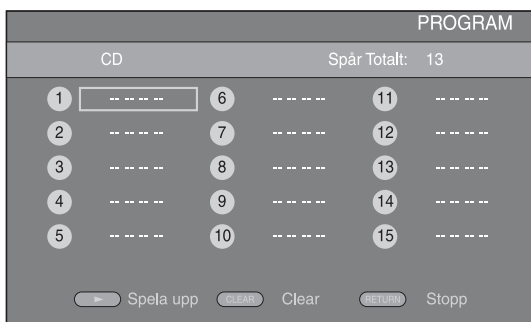 PROGRAM
CD Spår Totalt: 13
1 -- -- -- -- 6 -- -- -- -- 11 -- -- -- --
2 -- -- -- -- 7 -- -- -- -- 12 -- -- -- --
3 -- -- -- -- 8 -- -- -- -- 13 -- -- -- --
4 -- -- -- -- 9 -- -- -- -- 14 -- -- -- --
5 -- -- -- -- 10 -- -- -- -- 15 -- -- -- --
Spela upp CLEAR Clear RETURN Stopp